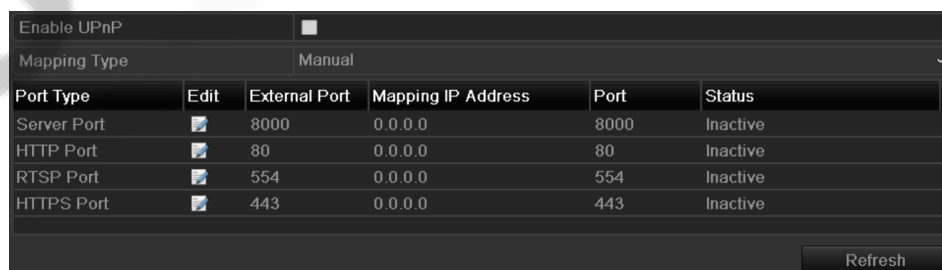 Enable UPnP
Mapping Type Manual
Port Type Edit External Port Mapping IP Address Port Status
Server Port 8000 0.0.0.0 8000 Inactive
HTTP Port 80 0.0.0.0 80 Inactive
RTSP Port 554 0.0.0.0 554 Inactive
HTTPS Port 443 0.0.0.0 443 Inactive
Refresh